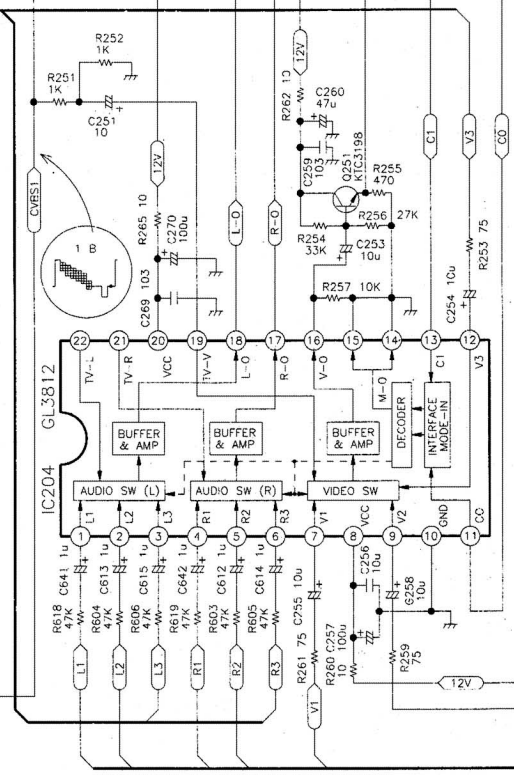 R252
1K
R251
1K
C251
10
CVBS1
1 B
12V
R265 10
C270
100u
C269 103
L-O
R-O
12V
R262 10
C260
47u
C259
103
Q251
KTC3198
R255
470
R256
27K
R254
33K
C253
10u
R257 10K
C1
V3
CO
R253 75
C254 10u
IC204 GL3812
22
21
20
19
18
17
16
15
14
13
12
TV-L
TV-R
VCC
TV-V
L-O
R-O
V-O
M-O
C1
V3
BUFFER
& AMP
BUFFER
& AMP
BUFFER
& AMP
DECODER
INTERFACE
MODE-IN
AUDIO SW (L)
AUDIO SW (R)
VIDEO SW
L1
L2
L3
R1
R2
R3
V1
VCC
V2
GND
CO
1
2
3
4
5
6
7
8
9
10
11
C641 1u
C613 1u
C615 1u
C642 1u
C612 1u
C614 1u
C255 10u
C256
10u
C258
10u
R618
47K
R604
47K
R606
47K
R619
47K
R603
47K
R605
47K
R261 75
R260
10
C257
100u
R259
75
L1
L2
L3
R1
R2
R3
V1
12V